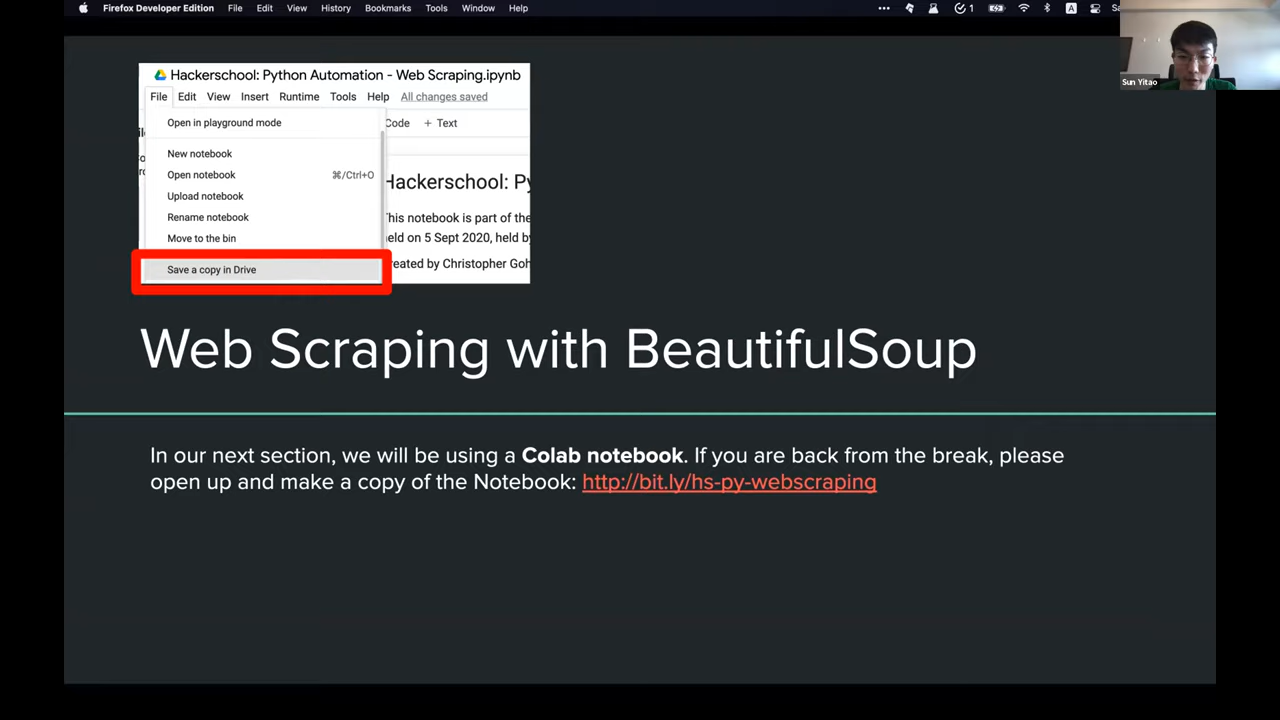 Firefox Developer Edition File Edit View History Bookmarks Tools Window Help
1 A
Sun Yitao
Hackerschool: Python Automation - Web Scraping.ipynb
File Edit View Insert Runtime Tools Help All changes saved
Open in playground mode
Code + Text
New notebook
Open notebook ⌘/Ctrl+O
Upload notebook
Rename notebook
Move to the bin
Save a copy in Drive
Hackerschool: Py
This notebook is part of the
held on 5 Sept 2020, held by
reated by Christopher Goh
Web Scraping with BeautifulSoup
In our next section, we will be using a Colab notebook. If you are back from the break, please
open up and make a copy of the Notebook: http://bit.ly/hs-py-webscraping